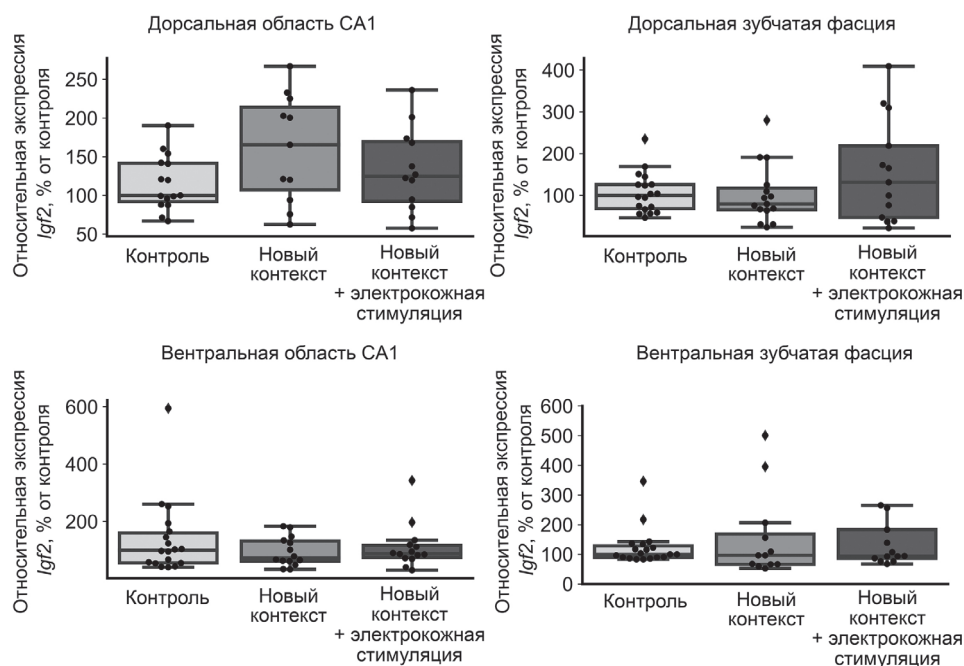 Дорсальная область CA1
Относительная экспрессия
Igf2, % от контроля
250
200
150
100
50
Контроль
Новый
контекст
Новый
контекст
+ электрокожная
стимуляция
Дорсальная зубчатая фасция
Относительная экспрессия
Igf2, % от контроля
400
300
200
100
Контроль
Новый
контекст
Новый
контекст
+ электрокожная
стимуляция
Вентральная область CA1
Относительная экспрессия
Igf2, % от контроля
600
400
200
Контроль
Новый
контекст
Новый
контекст
+ электрокожная
стимуляция
Вентральная зубчатая фасция
Относительная экспрессия
Igf2, % от контроля
600
500
400
300
200
100
0
Контроль
Новый
контекст
Новый
контекст
+ электрокожная
стимуляция